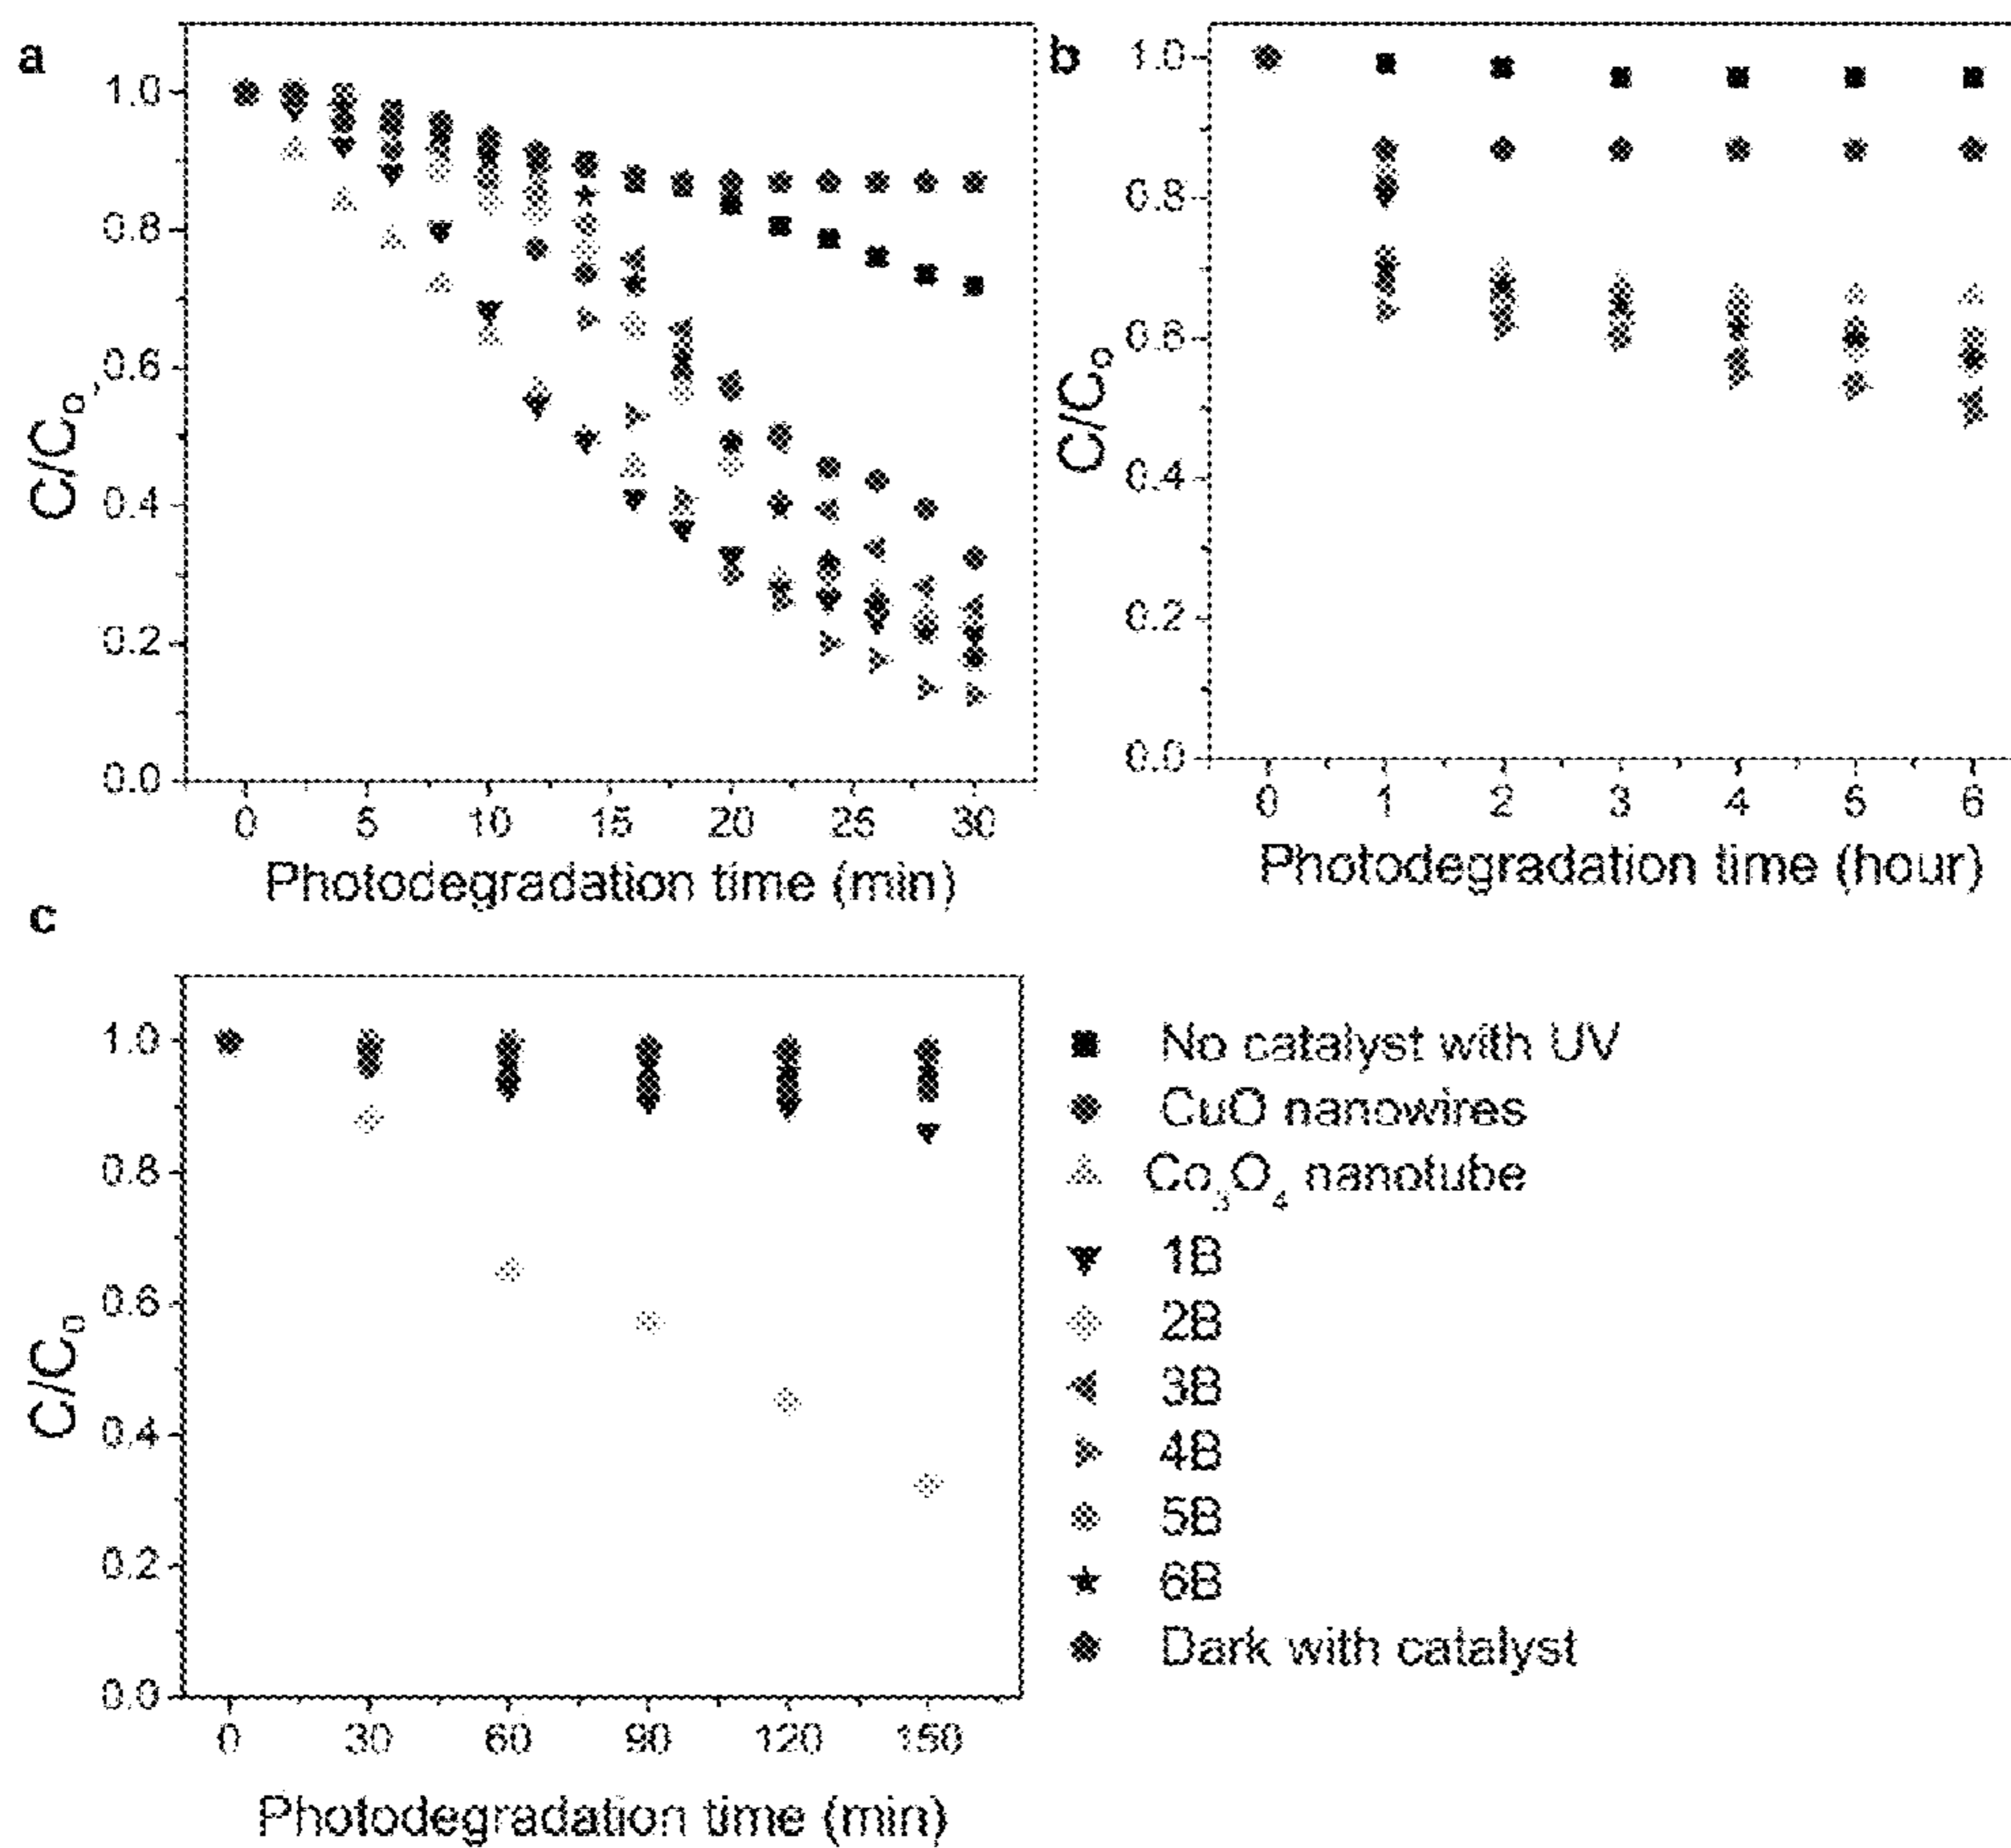 a
1.0
0.8
0.6
0.4
0.2
0.0
C/C₀
0 5 10 15 20 25 30
Photodegradation time (min)
b
1.0
0.8
0.6
0.4
0.2
0.0
C/C₀
0 1 2 3 4 5 6
Photodegradation time (hour)
c
1.0
0.8
0.6
0.4
0.2
0.0
C/C₀
0 30 60 90 120 150
Photodegradation time (min)
No catalyst with UV
CuO nanowires
Co₃O₄ nanotube
1B
2B
3B
4B
5B
6B
Dark with catalyst